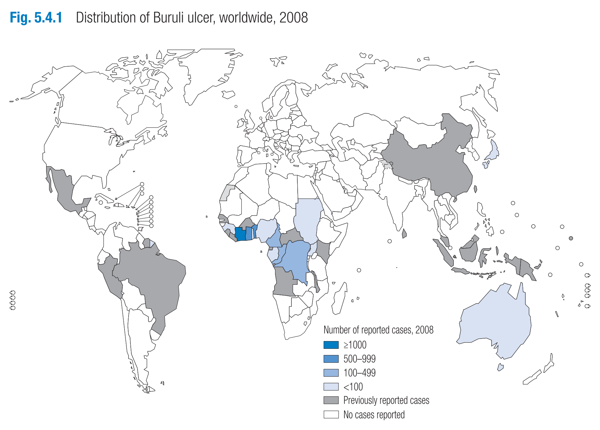 Fig. 5.4.1 Distribution of Buruli ulcer, worldwide, 2008
Number of reported cases, 2008
≥1000
500–999
100–499
<100
Previously reported cases
No cases reported